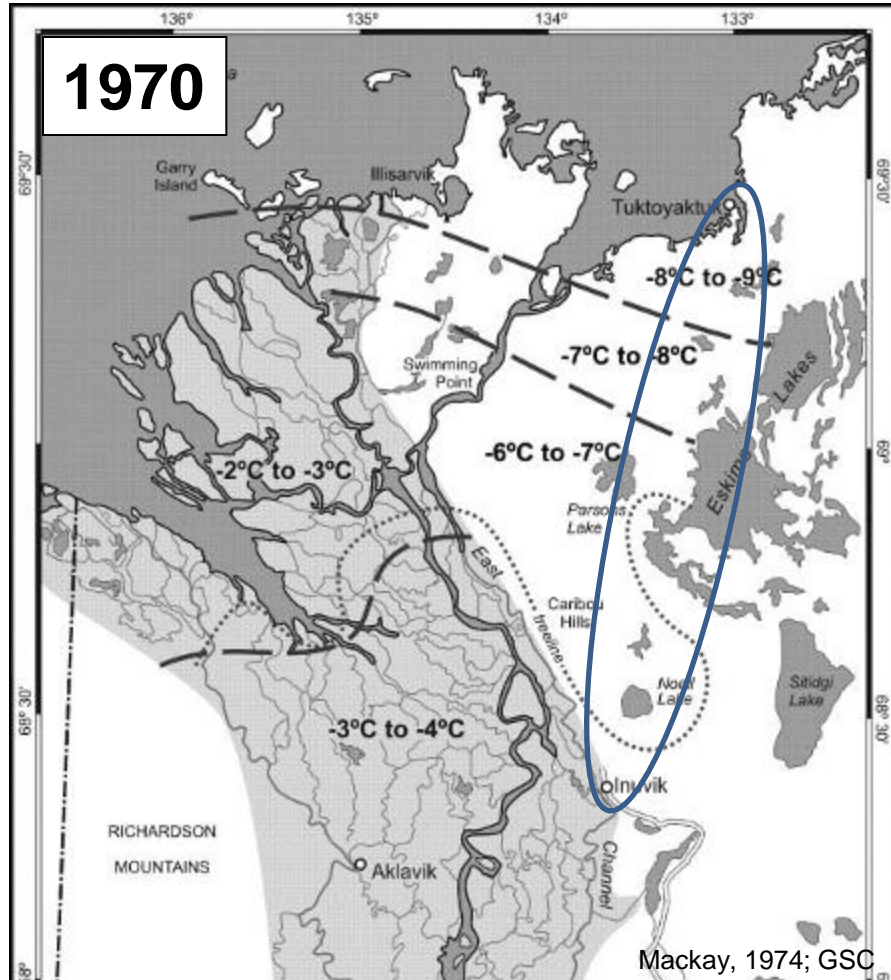 136° 135° 134° 133°
1970
a
69°30'
69°30'
Garry
Island
Illisarvik
Tuktoyaktuk
-8°C to -9°C
-7°C to -8°C
Swimming
Point
Lakes
-6°C to -7°C
69°
-2°C to -3°C
Eskimo
Parsons
Lake
East
Caribou
Hills
treeline
Noell
Lake
Sitidgi
Lake
68°30'
68°30'
-3°C to -4°C
Inuvik
RICHARDSON
MOUNTAINS
Aklavik
Channel
68°
Mackay, 1974; GSC